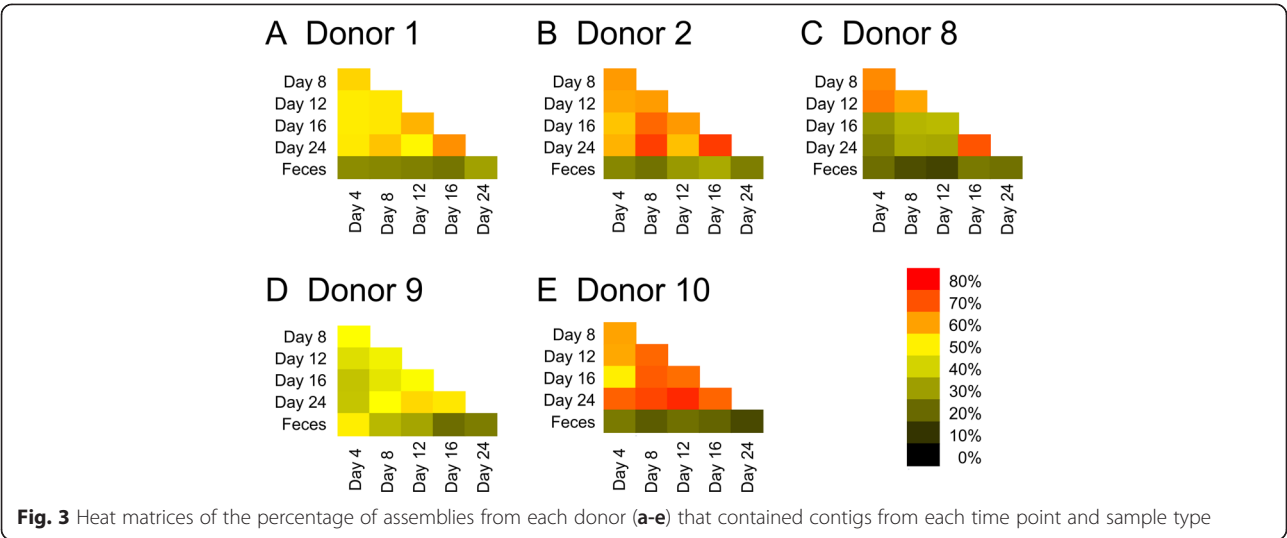 A Donor 1
Day 8
Day 12
Day 16
Day 24
Feces
Day 4
Day 8
Day 12
Day 16
Day 24
B Donor 2
Day 8
Day 12
Day 16
Day 24
Feces
Day 4
Day 8
Day 12
Day 16
Day 24
C Donor 8
Day 8
Day 12
Day 16
Day 24
Feces
Day 4
Day 8
Day 12
Day 16
Day 24
D Donor 9
Day 8
Day 12
Day 16
Day 24
Feces
Day 4
Day 8
Day 12
Day 16
Day 24
E Donor 10
Day 8
Day 12
Day 16
Day 24
Feces
Day 4
Day 8
Day 12
Day 16
Day 24
80%
70%
60%
50%
40%
30%
20%
10%
0%
Fig. 3 Heat matrices of the percentage of assemblies from each donor (a-e) that contained contigs from each time point and sample type